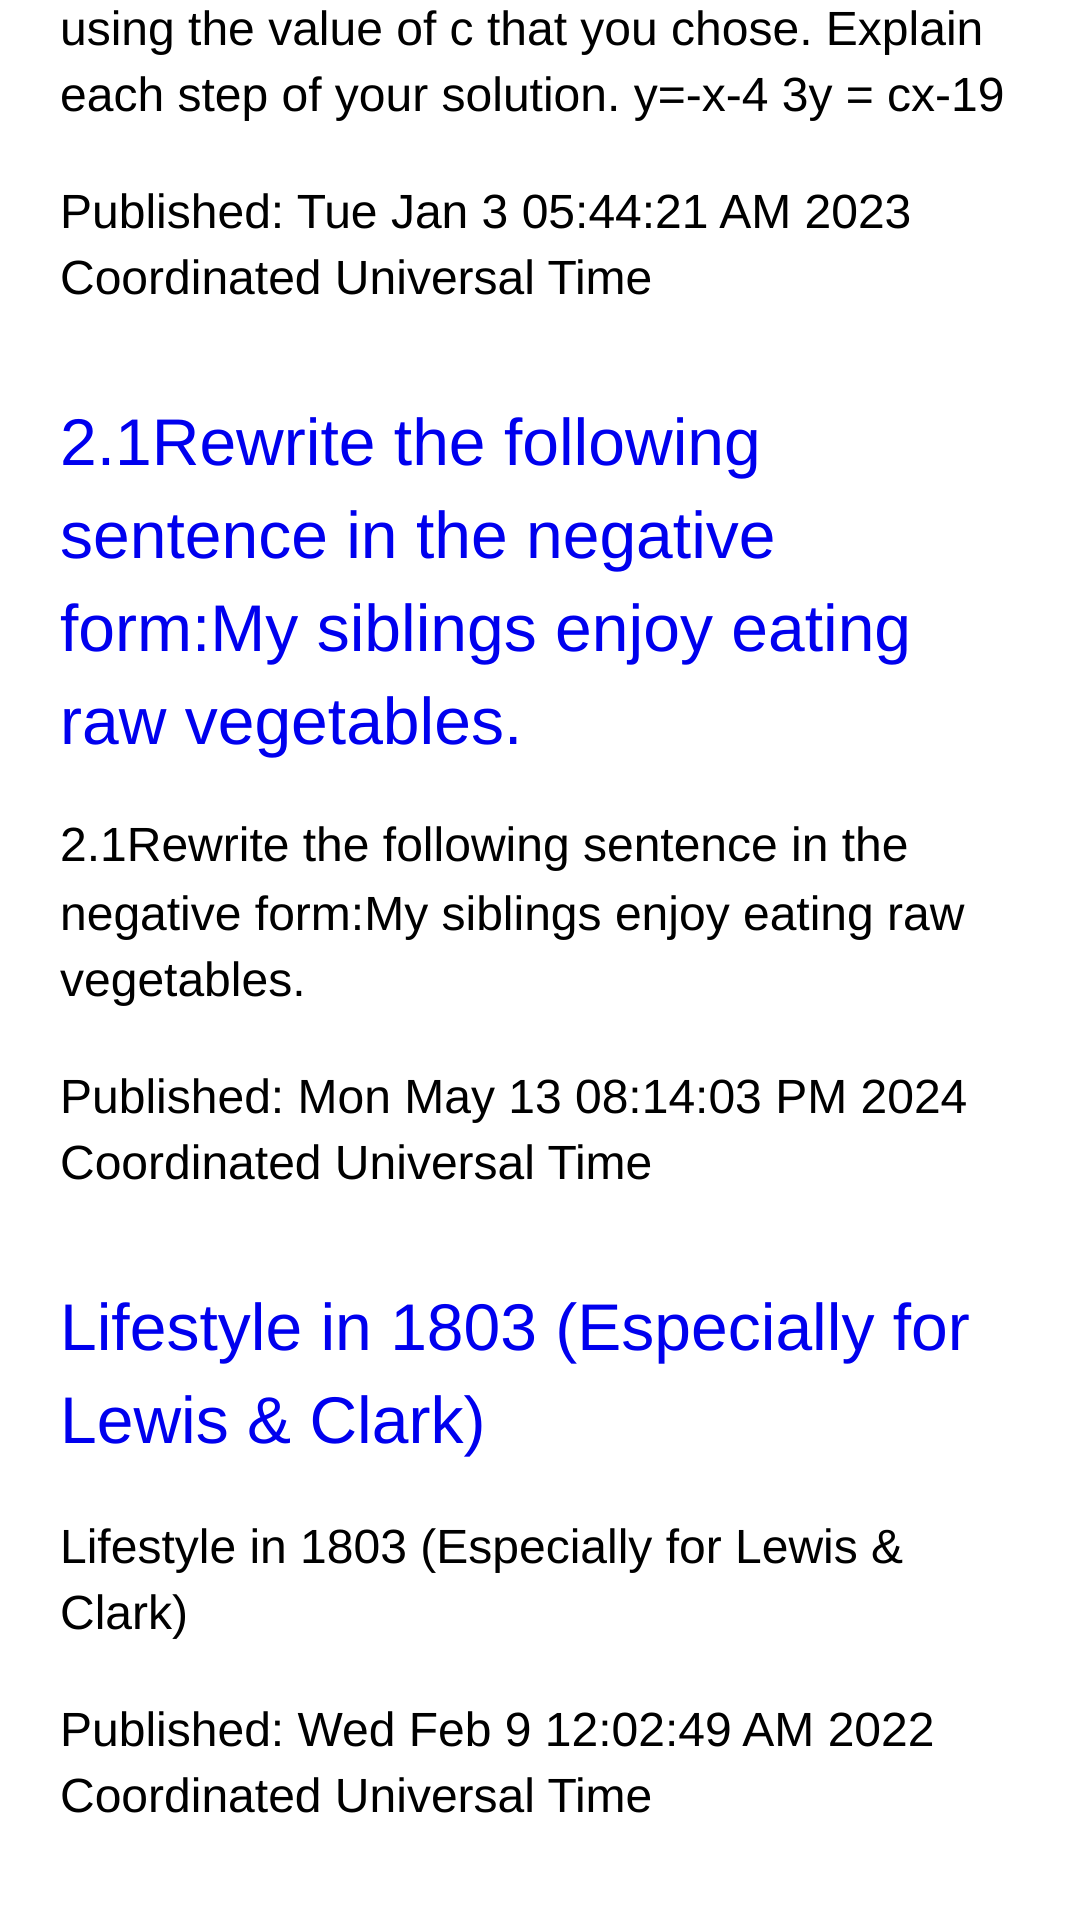 using the value of c that you chose. Explain
each step of your solution. y=-x-4 3y = cx-19
Published: Tue Jan 3 05:44:21 AM 2023
Coordinated Universal Time
2.1Rewrite the following
sentence in the negative
form:My siblings enjoy eating
raw vegetables.
2.1Rewrite the following sentence in the
negative form:My siblings enjoy eating raw
vegetables.
Published: Mon May 13 08:14:03 PM 2024
Coordinated Universal Time
Lifestyle in 1803 (Especially for
Lewis & Clark)
Lifestyle in 1803 (Especially for Lewis &
Clark)
Published: Wed Feb 9 12:02:49 AM 2022
Coordinated Universal Time